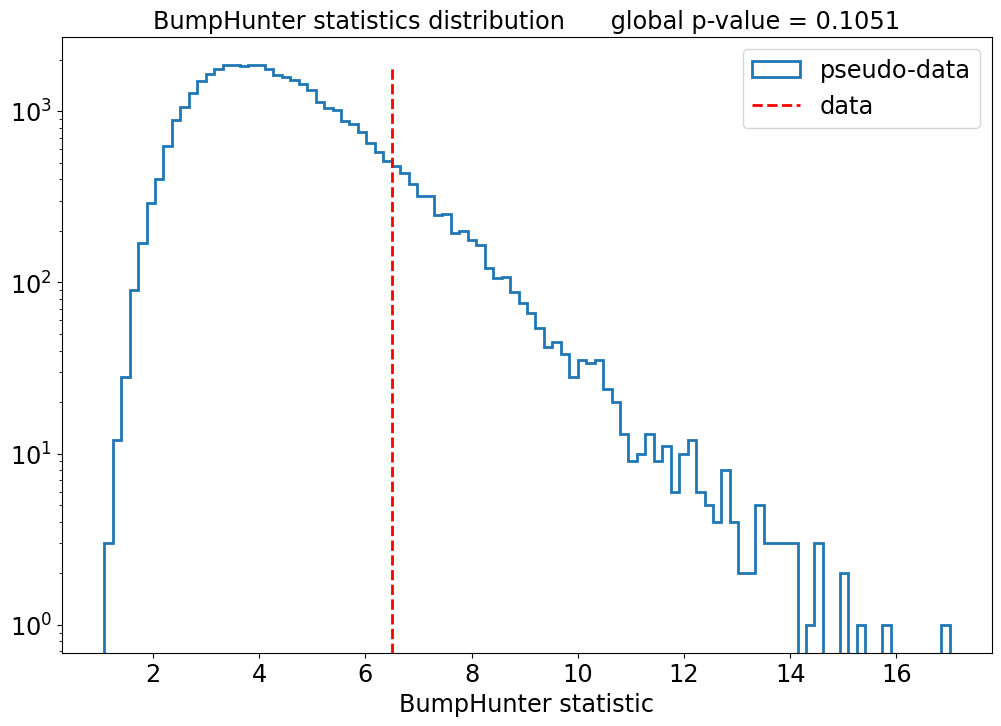 BumpHunter statistics distribution      global p-value = 0.1051
pseudo-data
data
10³
10²
10¹
10⁰
2 4 6 8 10 12 14 16
BumpHunter statistic